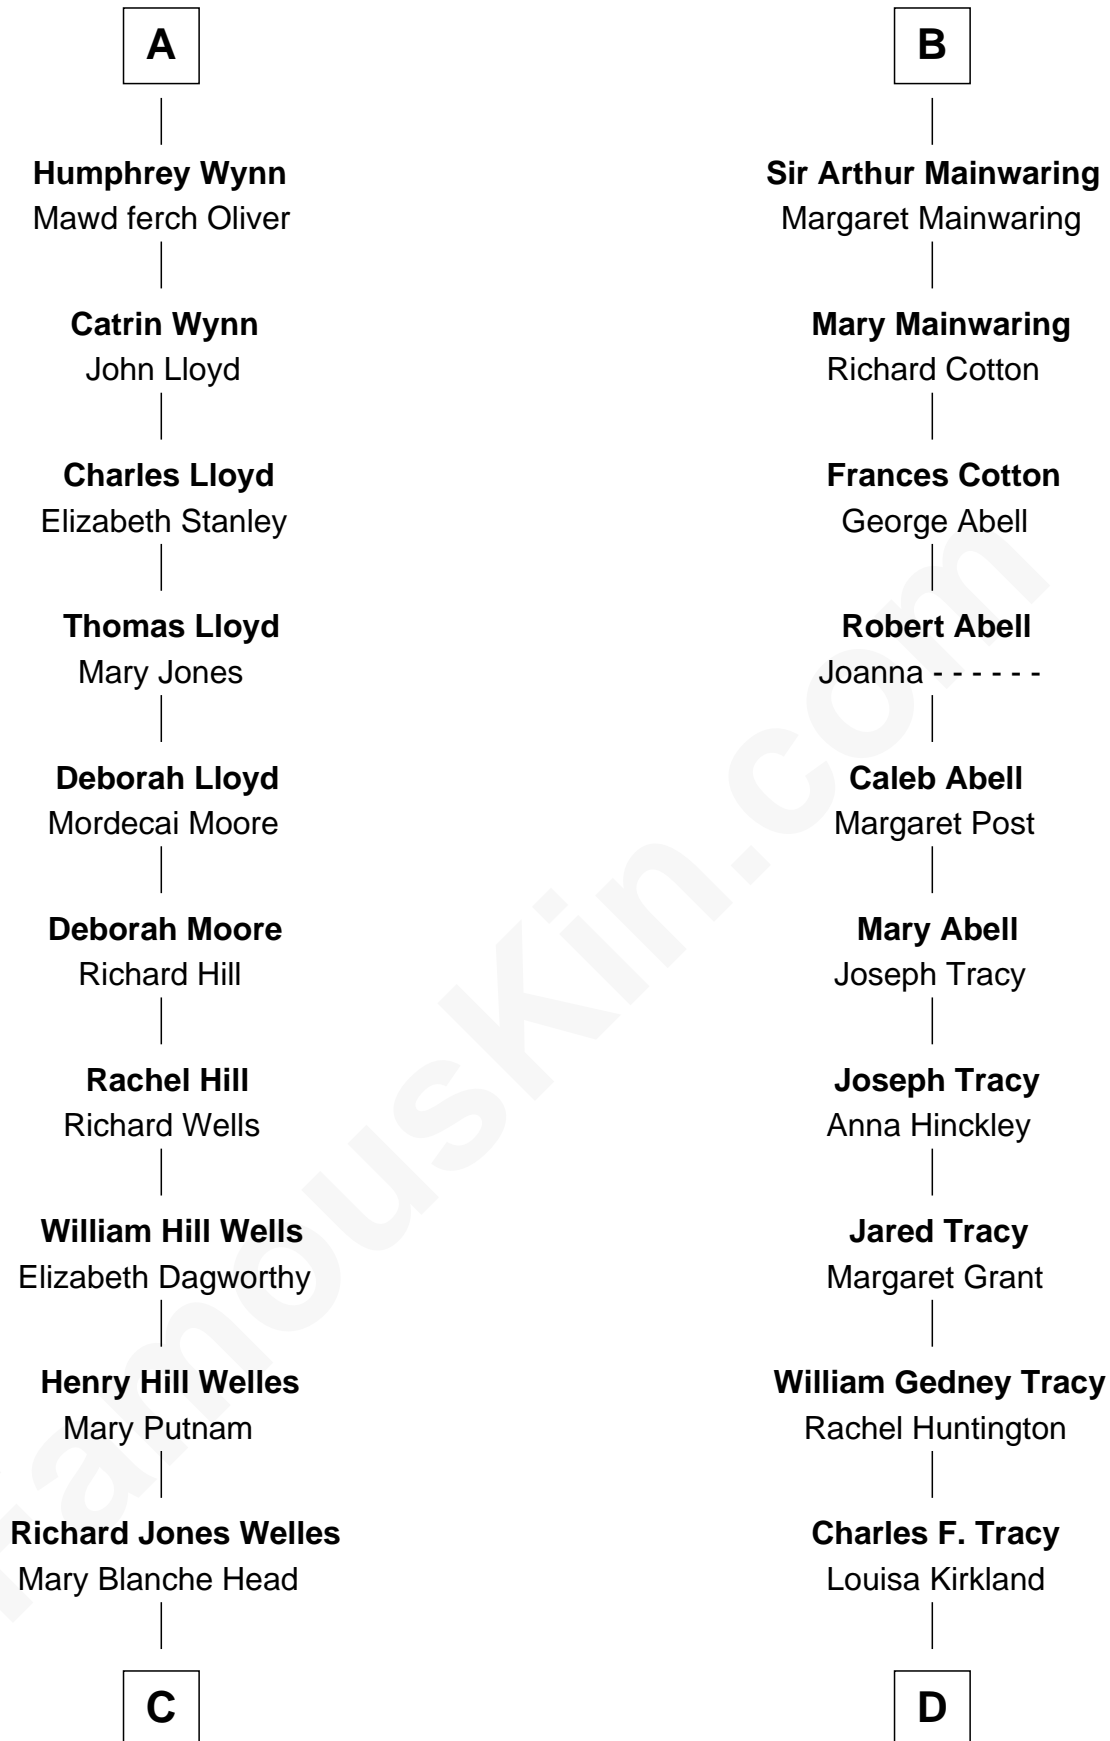 A
Humphrey Wynn
Mawd ferch Oliver
Catrin Wynn
John Lloyd
Charles Lloyd
Elizabeth Stanley
Thomas Lloyd
Mary Jones
Deborah Lloyd
Mordecai Moore
Deborah Moore
Richard Hill
Rachel Hill
Richard Wells
William Hill Wells
Elizabeth Dagworthy
Henry Hill Welles
Mary Putnam
Richard Jones Welles
Mary Blanche Head
C
B
Sir Arthur Mainwaring
Margaret Mainwaring
Mary Mainwaring
Richard Cotton
Frances Cotton
George Abell
Robert Abell
Joanna - - - - - -
Caleb Abell
Margaret Post
Mary Abell
Joseph Tracy
Joseph Tracy
Anna Hinckley
Jared Tracy
Margaret Grant
William Gedney Tracy
Rachel Huntington
Charles F. Tracy
Louisa Kirkland
D
FamousKin.com